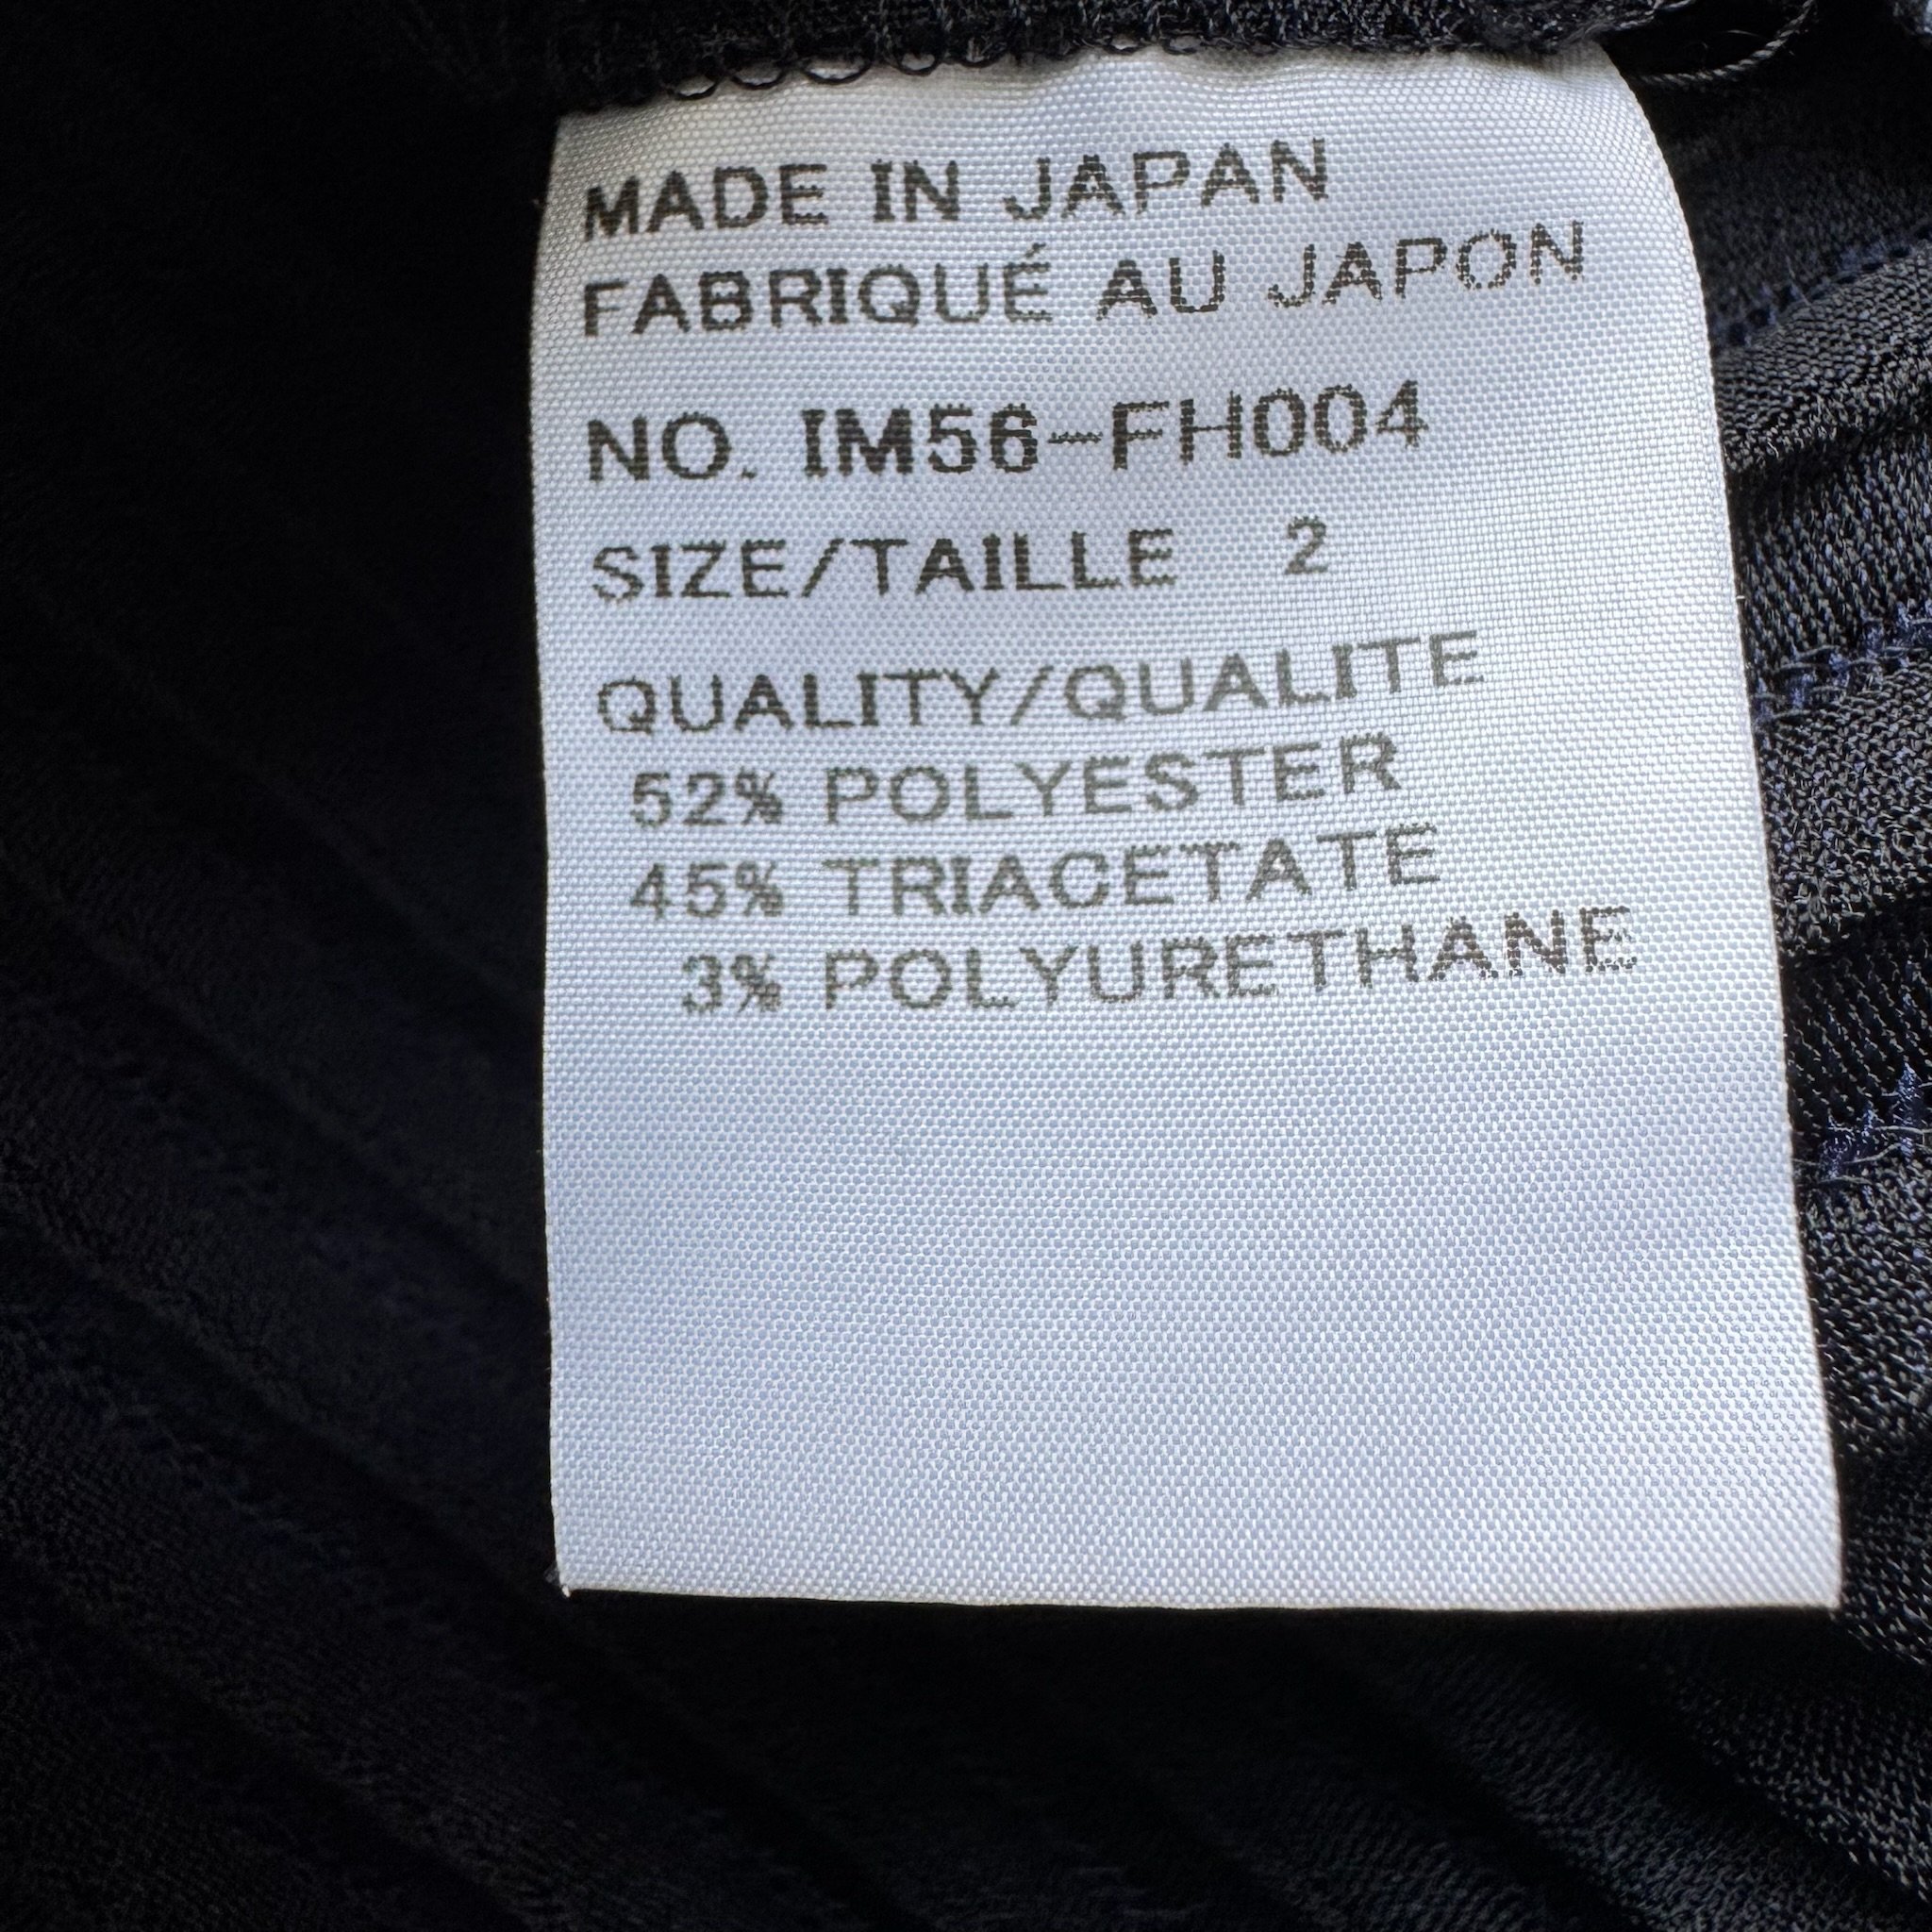 MADE IN JAPAN
FABRIQUÉ AU JAPON
NO. IM56-FH004
SIZE/TAILLE 2
QUALITY/QUALITE
52% POLYESTER
45% TRIACETATE
3% POLYURETHANE